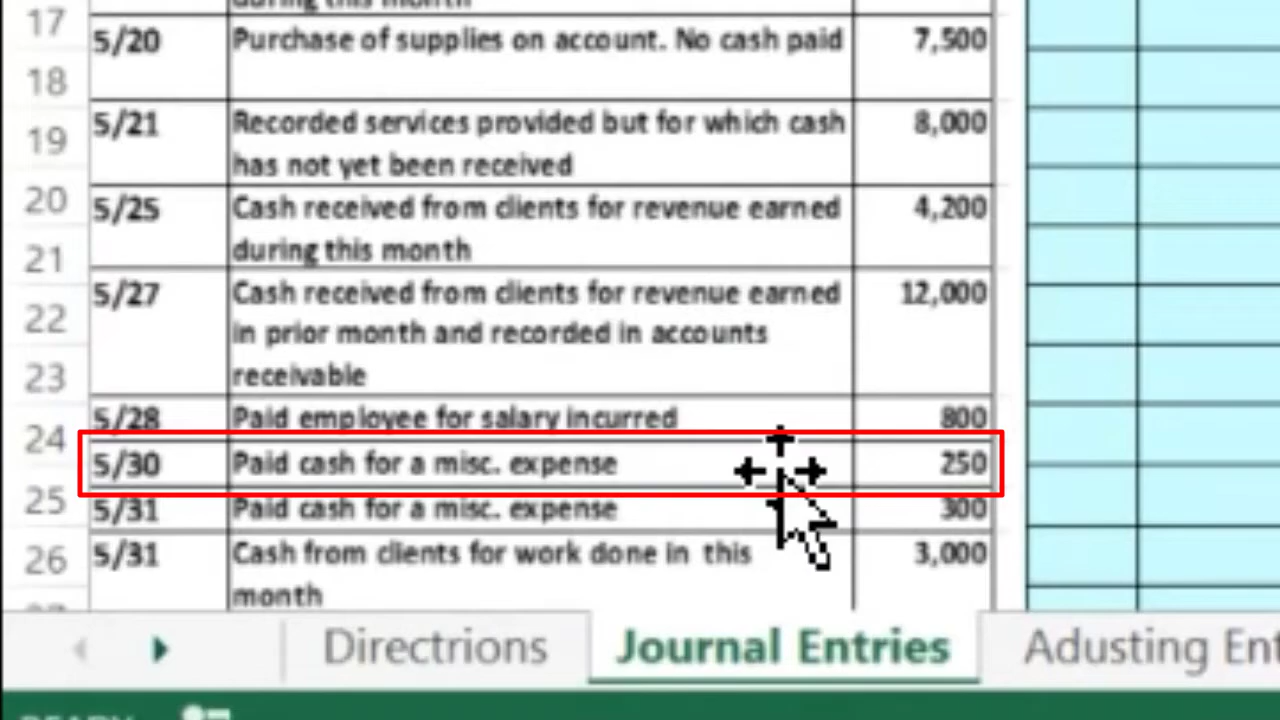 during this month
17
5/20 Purchase of supplies on account. No cash paid 7,500
18
5/21 Recorded services provided but for which cash 8,000
19
has not yet been received
20
5/25 Cash received from clients for revenue earned 4,200
during this month
21
5/27 Cash received from clients for revenue earned 12,000
22
in prior month and recorded in accounts
23
receivable
5/28 Paid employee for salary incurred 800
24
5/30 Paid cash for a misc. expense 250
25
5/31 Paid cash for a misc. expense 300
26
5/31 Cash from clients for work done in this 3,000
month
Directrions Journal Entries Adusting Ent
READY